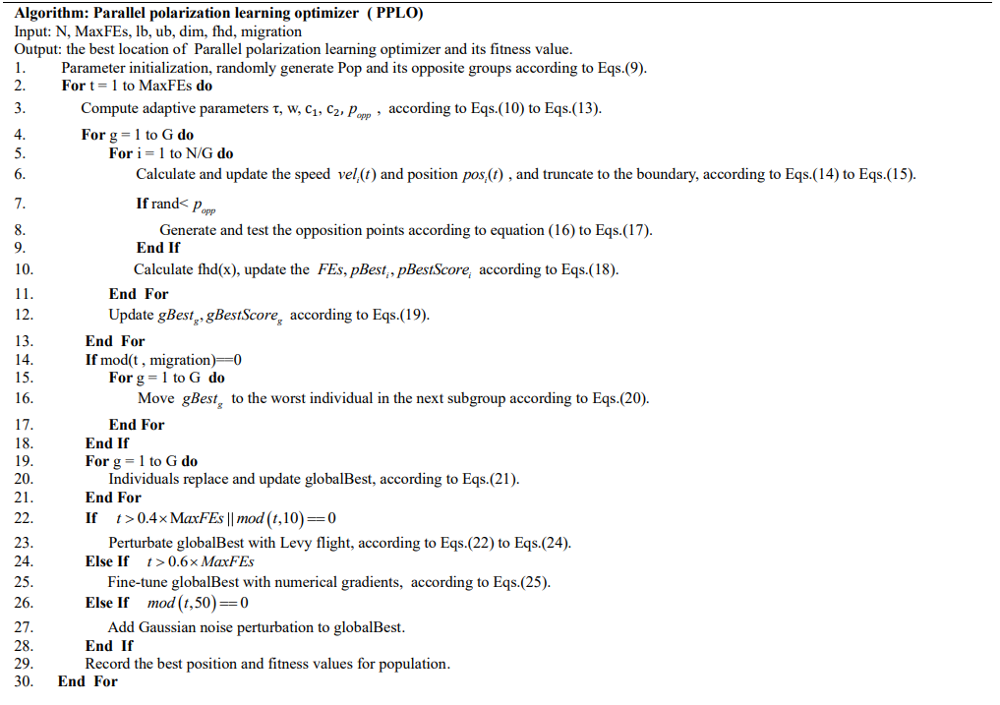 Algorithm: Parallel polarization learning optimizer ( PPLO)
Input: N, MaxFEs, lb, ub, dim, fhd, migration
Output: the best location of Parallel polarization learning optimizer and its fitness value.
1. Parameter initialization, randomly generate Pop and its opposite groups according to Eqs.(9).
2. For t = 1 to MaxFEs do
3. Compute adaptive parameters τ, w, c₁, c₂, p_opp , according to Eqs.(10) to Eqs.(13).
4. For g = 1 to G do
5. For i = 1 to N/G do
6. Calculate and update the speed vel_i(t) and position pos_i(t) , and truncate to the boundary, according to Eqs.(14) to Eqs.(15).
7. If rand< p_opp
8. Generate and test the opposition points according to equation (16) to Eqs.(17).
9. End If
10. Calculate fhd(x), update the FEs, pBest_i, pBestScore_i according to Eqs.(18).
11. End For
12. Update gBest_g, gBestScore_g according to Eqs.(19).
13. End For
14. If mod(t , migration)==0
15. For g = 1 to G do
16. Move gBest_g to the worst individual in the next subgroup according to Eqs.(20).
17. End For
18. End If
19. For g = 1 to G do
20. Individuals replace and update globalBest, according to Eqs.(21).
21. End For
22. If t > 0.4× MaxFEs || mod (t,10) == 0
23. Perturbate globalBest with Levy flight, according to Eqs.(22) to Eqs.(24).
24. Else If t > 0.6× MaxFEs
25. Fine-tune globalBest with numerical gradients, according to Eqs.(25).
26. Else If mod (t,50) == 0
27. Add Gaussian noise perturbation to globalBest.
28. End If
29. Record the best position and fitness values for population.
30. End For